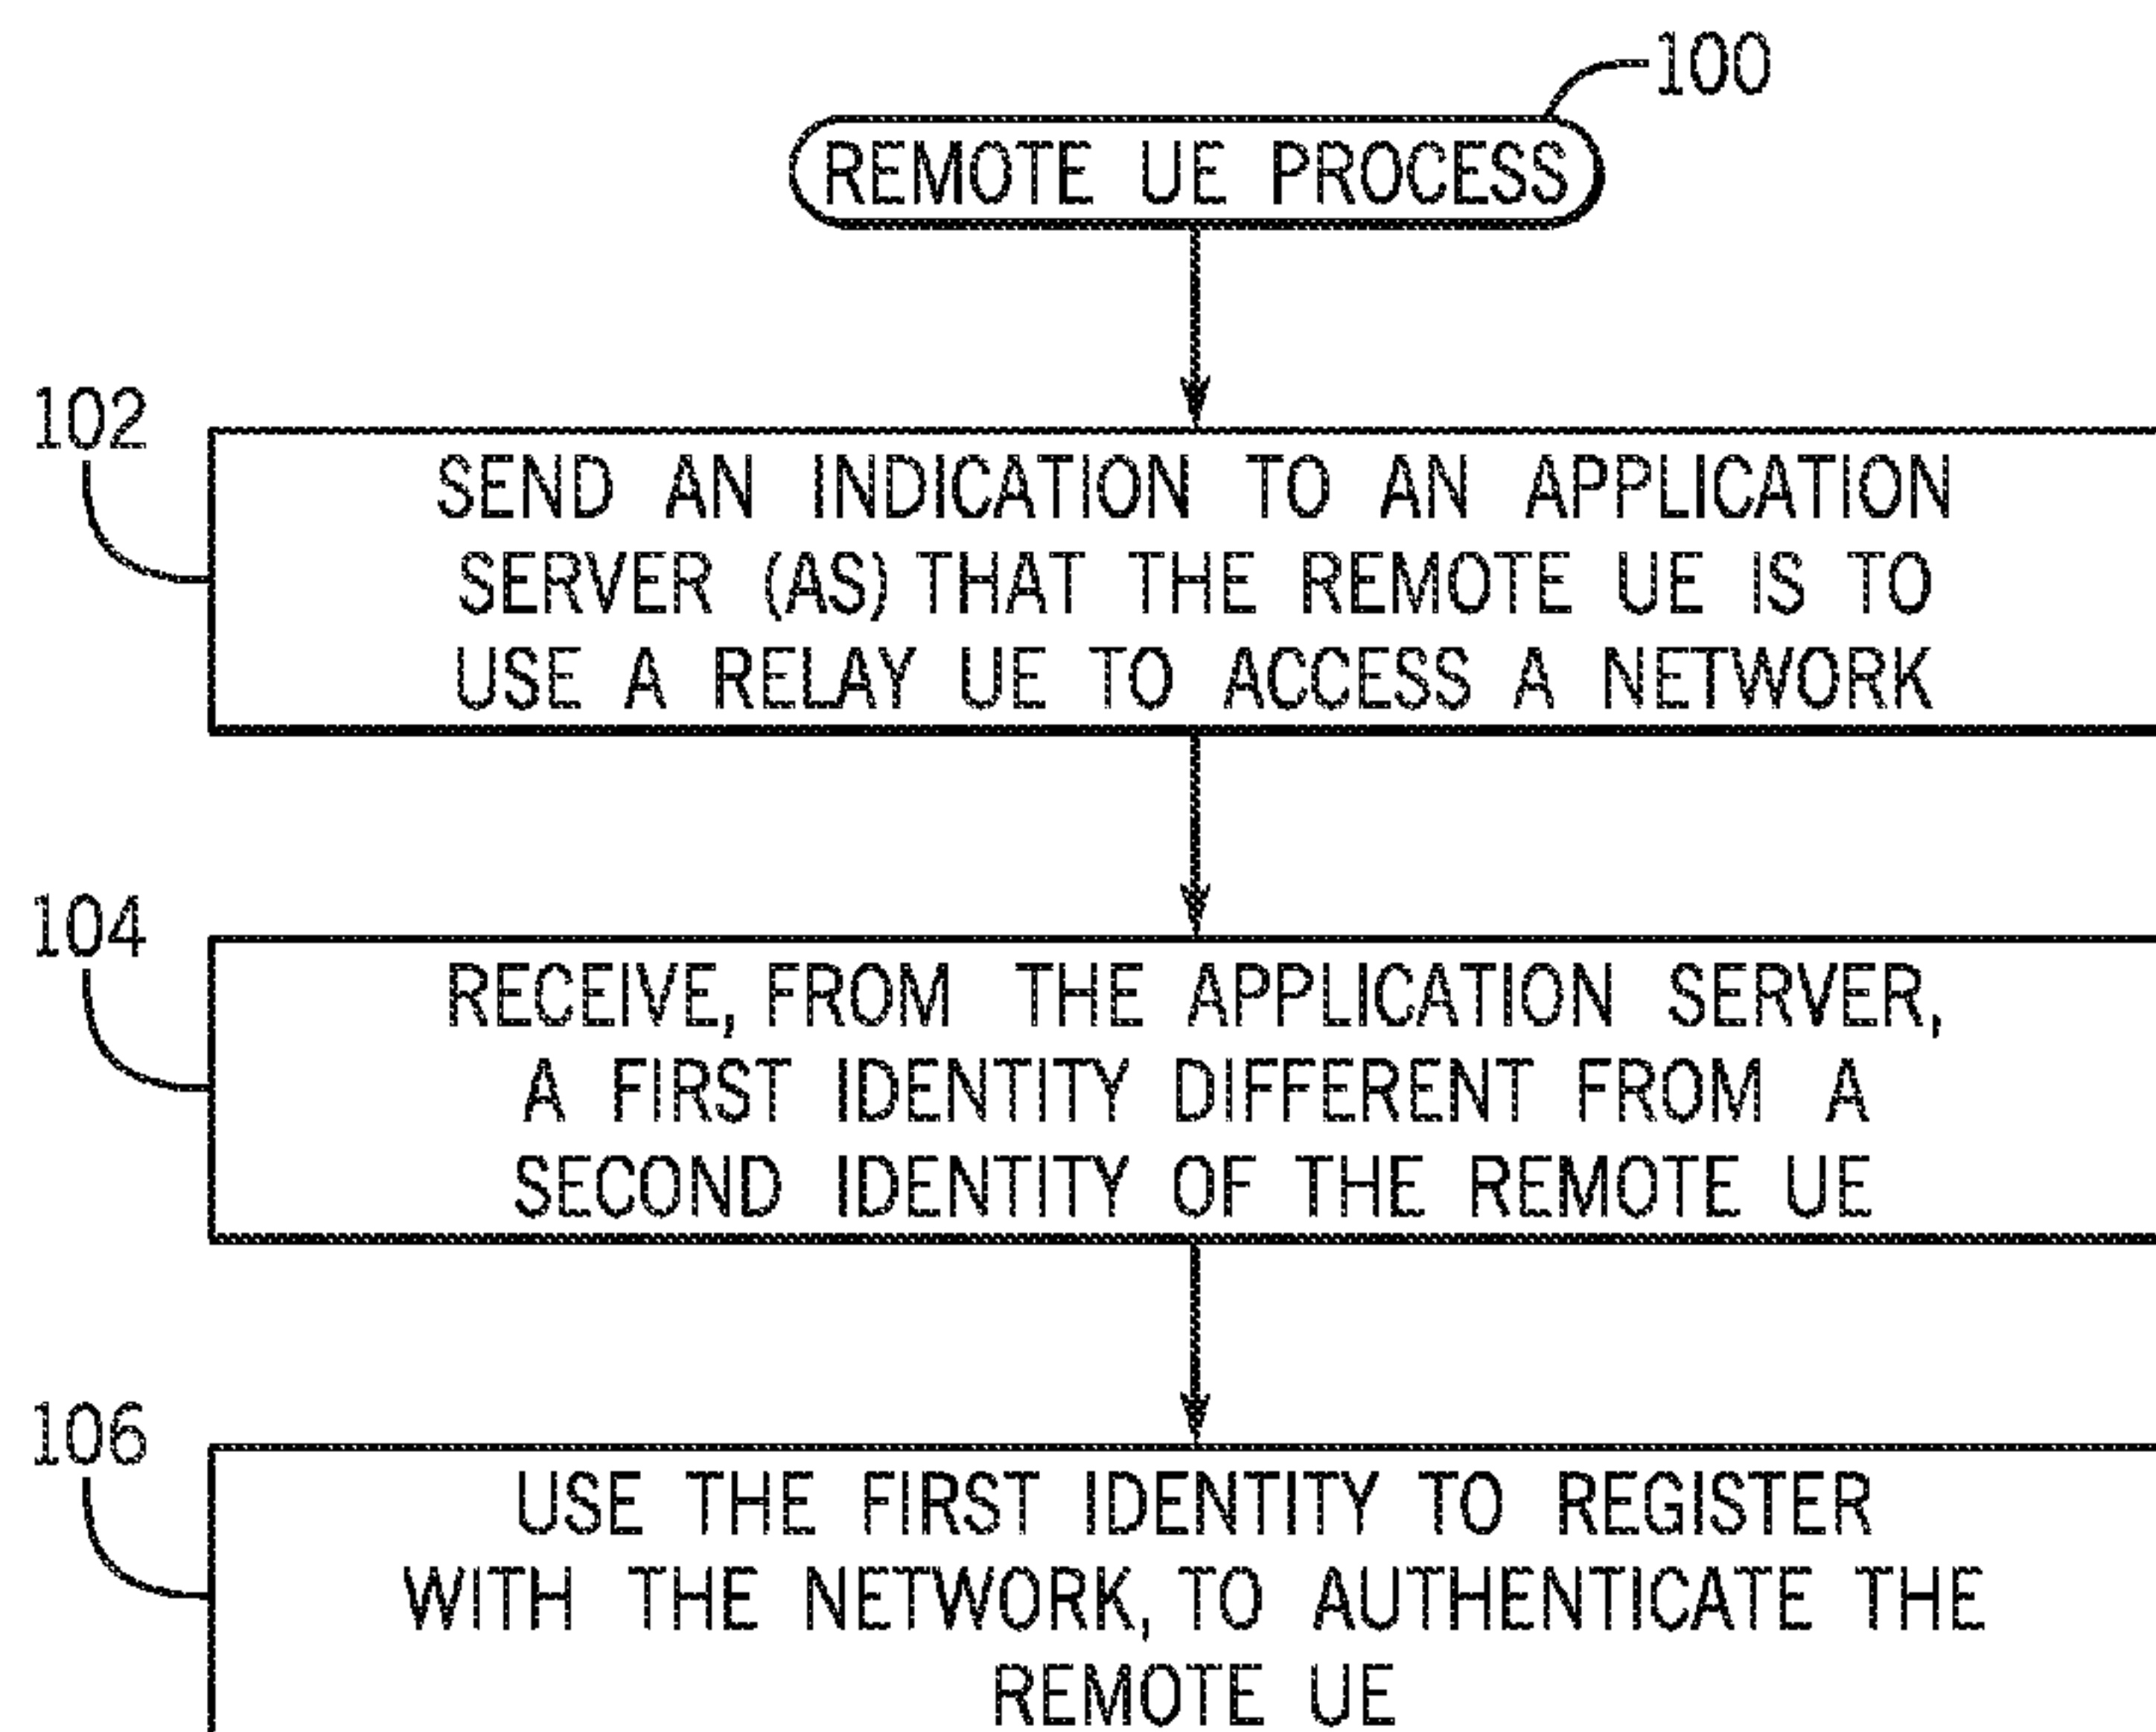 100
REMOTE UE PROCESS
102
SEND AN INDICATION TO AN APPLICATION
SERVER (AS) THAT THE REMOTE UE IS TO
USE A RELAY UE TO ACCESS A NETWORK
104
RECEIVE, FROM THE APPLICATION SERVER,
A FIRST IDENTITY DIFFERENT FROM A
SECOND IDENTITY OF THE REMOTE UE
106
USE THE FIRST IDENTITY TO REGISTER
WITH THE NETWORK, TO AUTHENTICATE THE
REMOTE UE